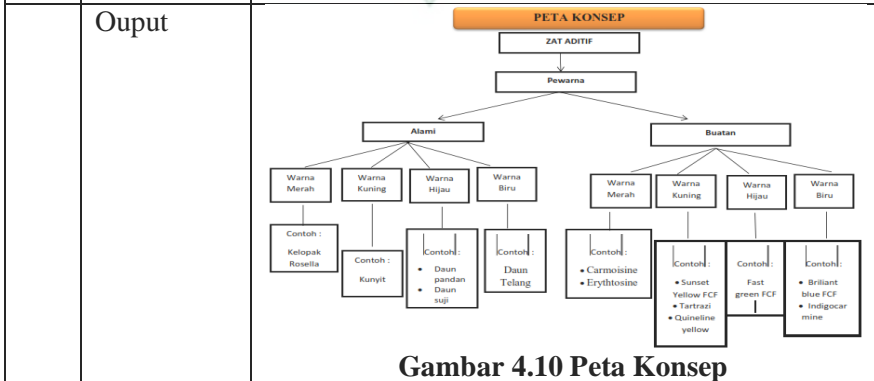 Ouput
PETA KONSEP
ZAT ADITIF
Pewarna
Alami
Buatan
Warna
Merah
Warna
Kuning
Warna
Hijau
Warna
Biru
Warna
Merah
Warna
Kuning
Warna
Hijau
Warna
Biru
Contoh :
Kelopak
Rosella
Contoh :
Kunyit
Contoh :
• Daun
pandan
• Daun
suji
Contoh :
Daun
Telang
Contoh :
• Carmoisine
• Erythtosine
Contoh :
• Sunset
Yellow FCF
• Tartrazi
• Quineline
yellow
Contoh :
Fast
green FCF
Contoh :
• Briliant
blue FCF
• Indigocar
mine
Gambar 4.10 Peta Konsep